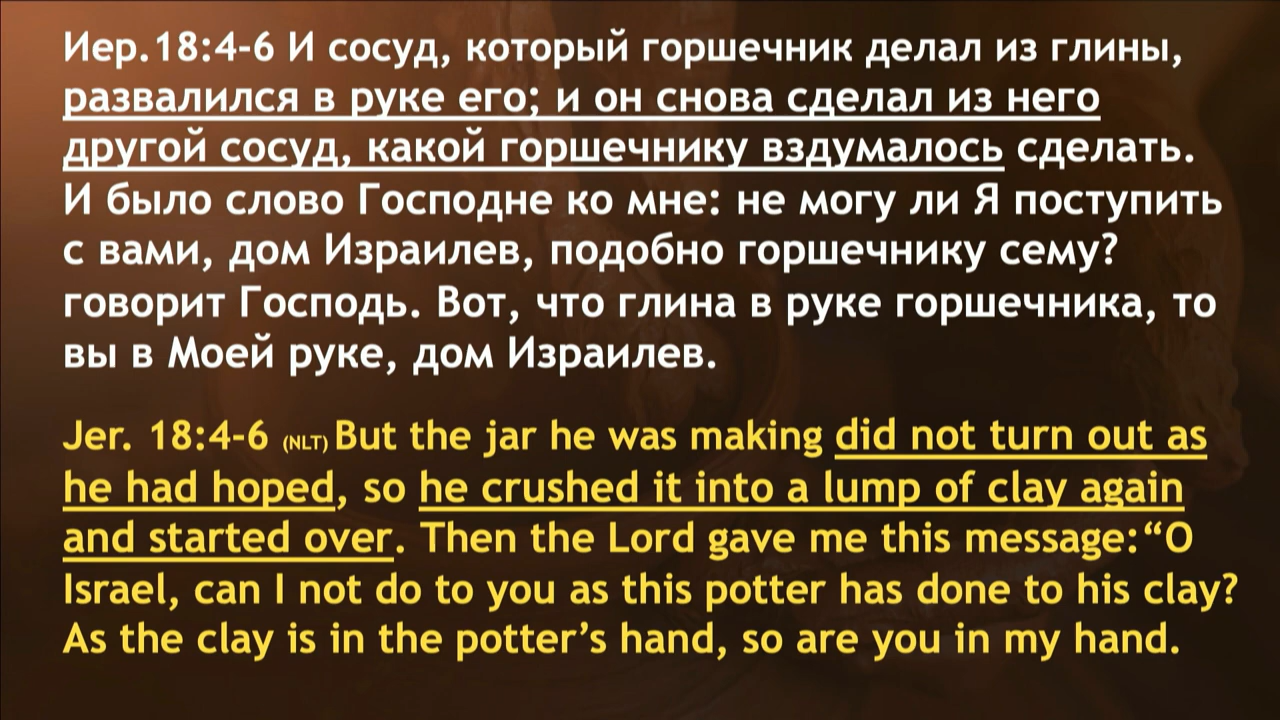 Иер.18:4-6 И сосуд, который горшечник делал из глины,
развалился в руке его; и он снова сделал из него
другой сосуд, какой горшечнику вздумалось сделать.
И было слово Господне ко мне: не могу ли Я поступить
с вами, дом Израилев, подобно горшечнику сему?
говорит Господь. Вот, что глина в руке горшечника, то
вы в Моей руке, дом Израилев.
Jer. 18:4-6 (NLT) But the jar he was making did not turn out as
he had hoped, so he crushed it into a lump of clay again
and started over. Then the Lord gave me this message:“O
Israel, can I not do to you as this potter has done to his clay?
As the clay is in the potter’s hand, so are you in my hand.